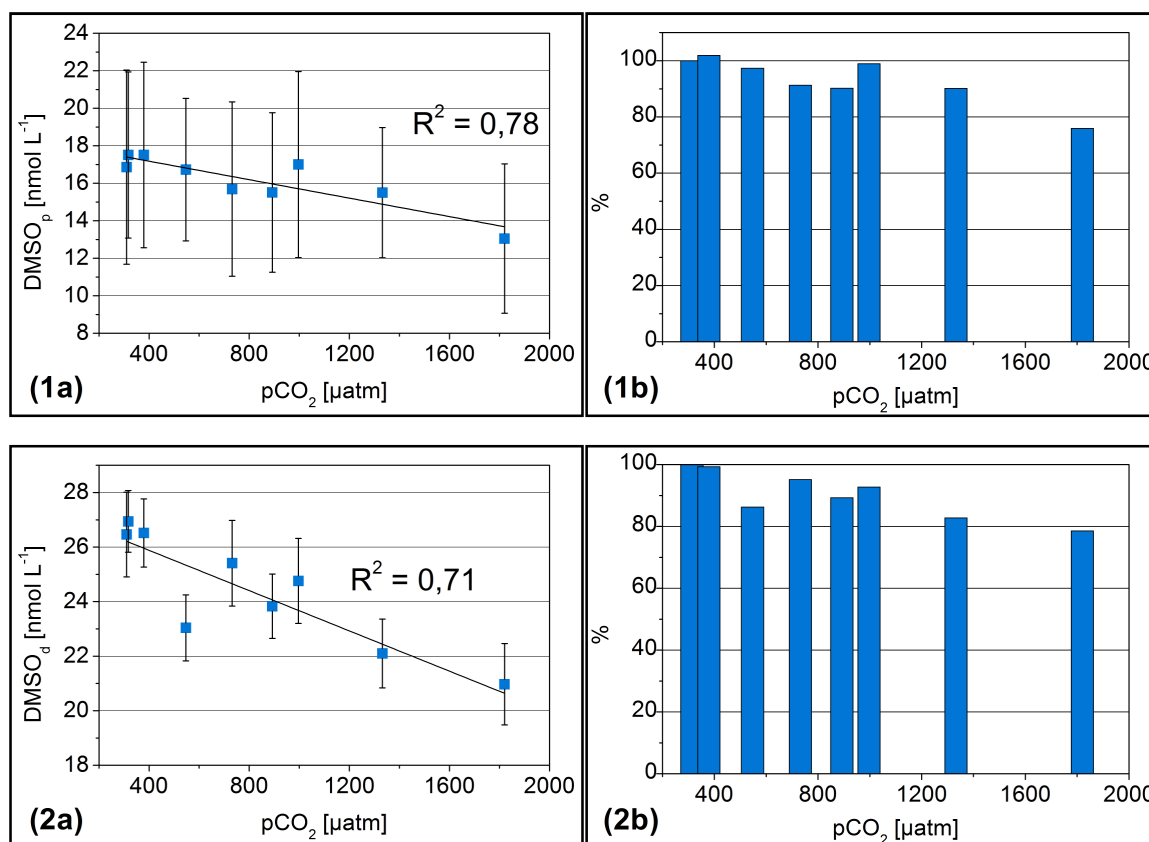 24
22
20
18
16
14
12
10
8
DMSOp [nmol L⁻¹]
R² = 0,78
400 800 1200 1600 2000
pCO₂ [µatm]
(1a)
100
80
60
40
20
0
%
400 800 1200 1600 2000
pCO₂ [µatm]
(1b)
28
26
24
22
20
18
DMSOd [nmol L⁻¹]
R² = 0,71
400 800 1200 1600 2000
pCO₂ [µatm]
(2a)
100
80
60
40
20
0
%
400 800 1200 1600 2000
pCO₂ [µatm]
(2b)